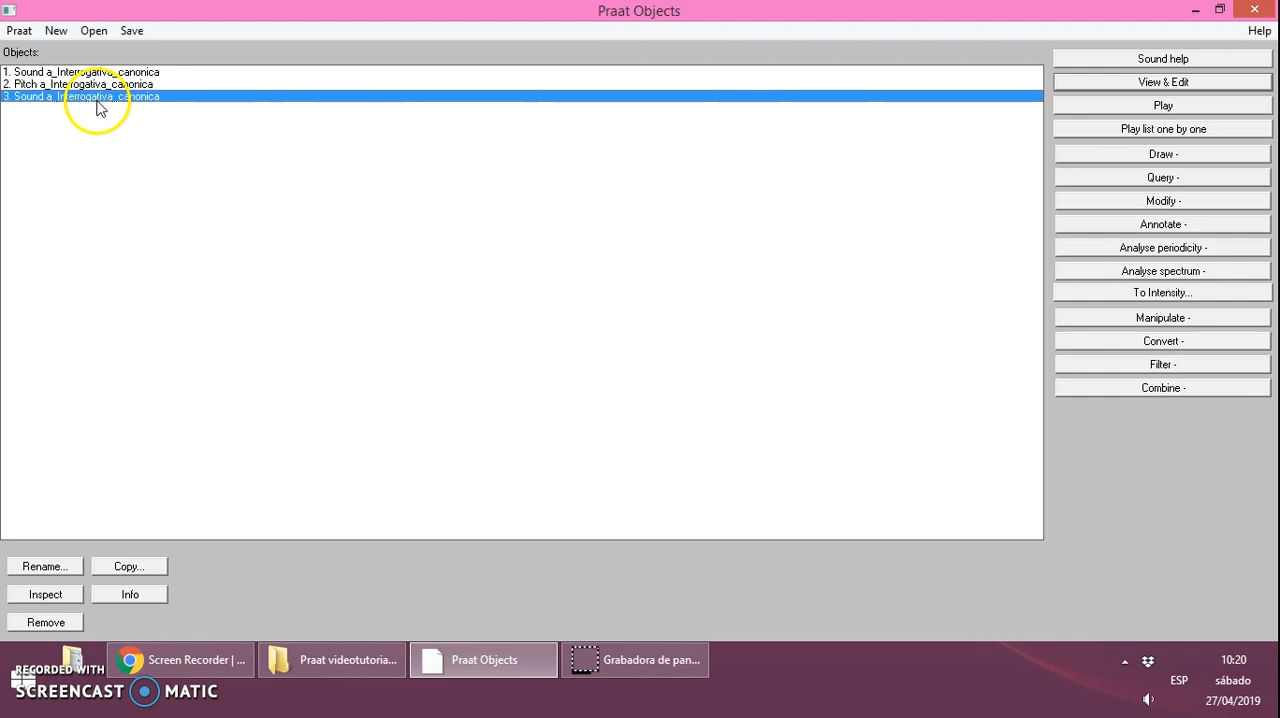 Praat Objects
Praat New Open Save Help
Objects:
1. Sound a_Interrogativa_canonica
2. Pitch a_Interrogativa_canonica
3. Sound a_Interrogativa_canonica
Sound help
View & Edit
Play
Play list one by one
Draw -
Query -
Modify -
Annotate -
Analyse periodicity -
Analyse spectrum -
To Intensity...
Manipulate -
Convert -
Filter -
Combine -
Rename... Copy...
Inspect Info
Remove
Screen Recorder | ... Praat videotutoria... Praat Objects Grabadora de pan...
10:20
ESP sábado
27/04/2019
RECORDED WITH
SCREENCAST MATIC